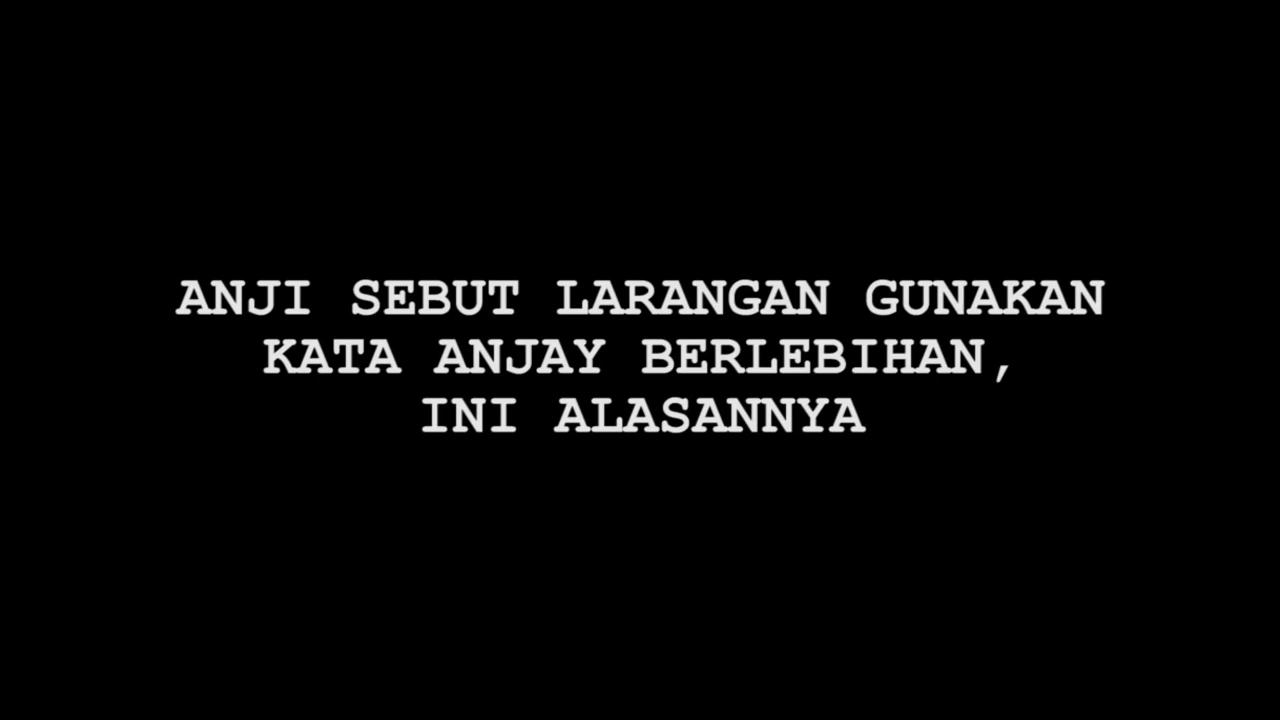 ANJI SEBUT LARANGAN GUNAKAN
KATA ANJAY BERLEBIHAN,
INI ALASANNYA